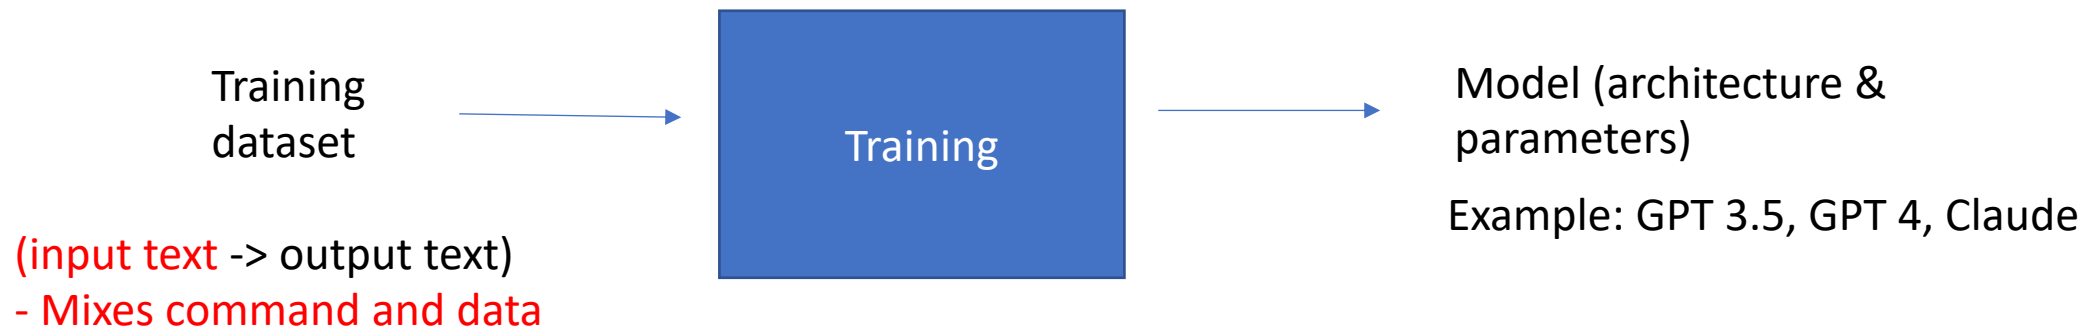 Training
dataset
(input text -> output text)
- Mixes command and data
Training
Model (architecture &
parameters)
Example: GPT 3.5, GPT 4, Claude